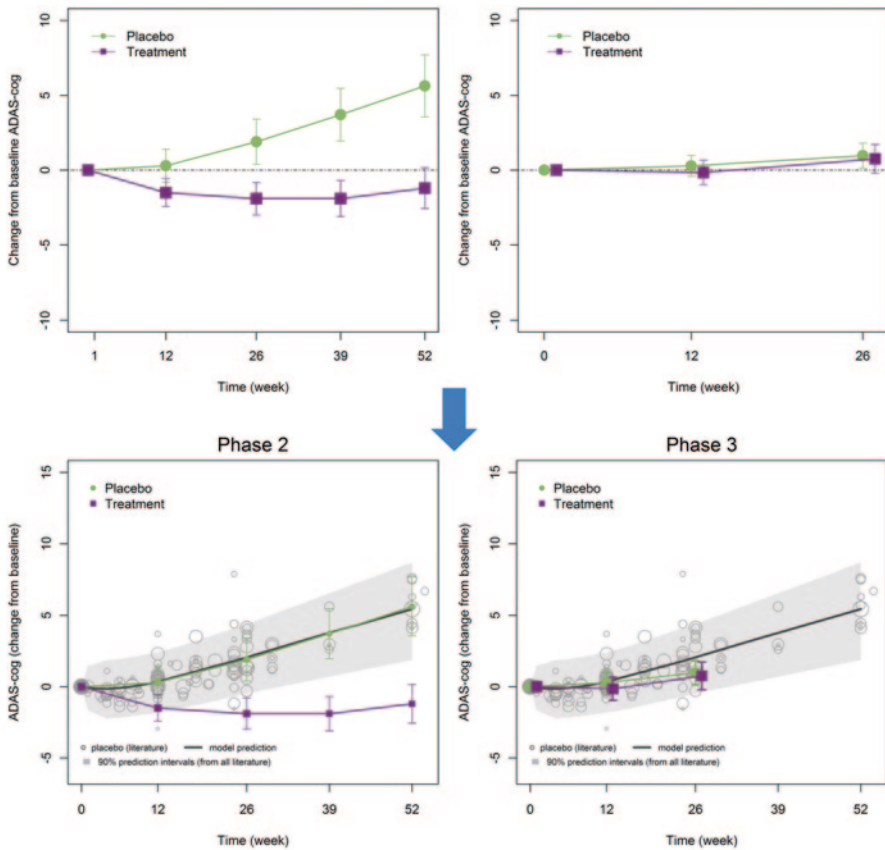 10
5
0
-5
-10
Change from baseline ADAS-cog
Placebo
Treatment
1 12 26 39 52
Time (week)
10
5
0
-5
-10
Change from baseline ADAS-cog
Placebo
Treatment
0 12 26
Time (week)
Phase 2
15
10
5
0
-5
ADAS-cog (change from baseline)
Placebo
Treatment
placebo (literature) model prediction
90% prediction intervals (from all literature)
0 12 26 39 52
Time (week)
Phase 3
15
10
5
0
-5
ADAS-cog (change from baseline)
Placebo
Treatment
placebo (literature) model prediction
90% prediction intervals (from all literature)
0 12 26 39 52
Time (week)